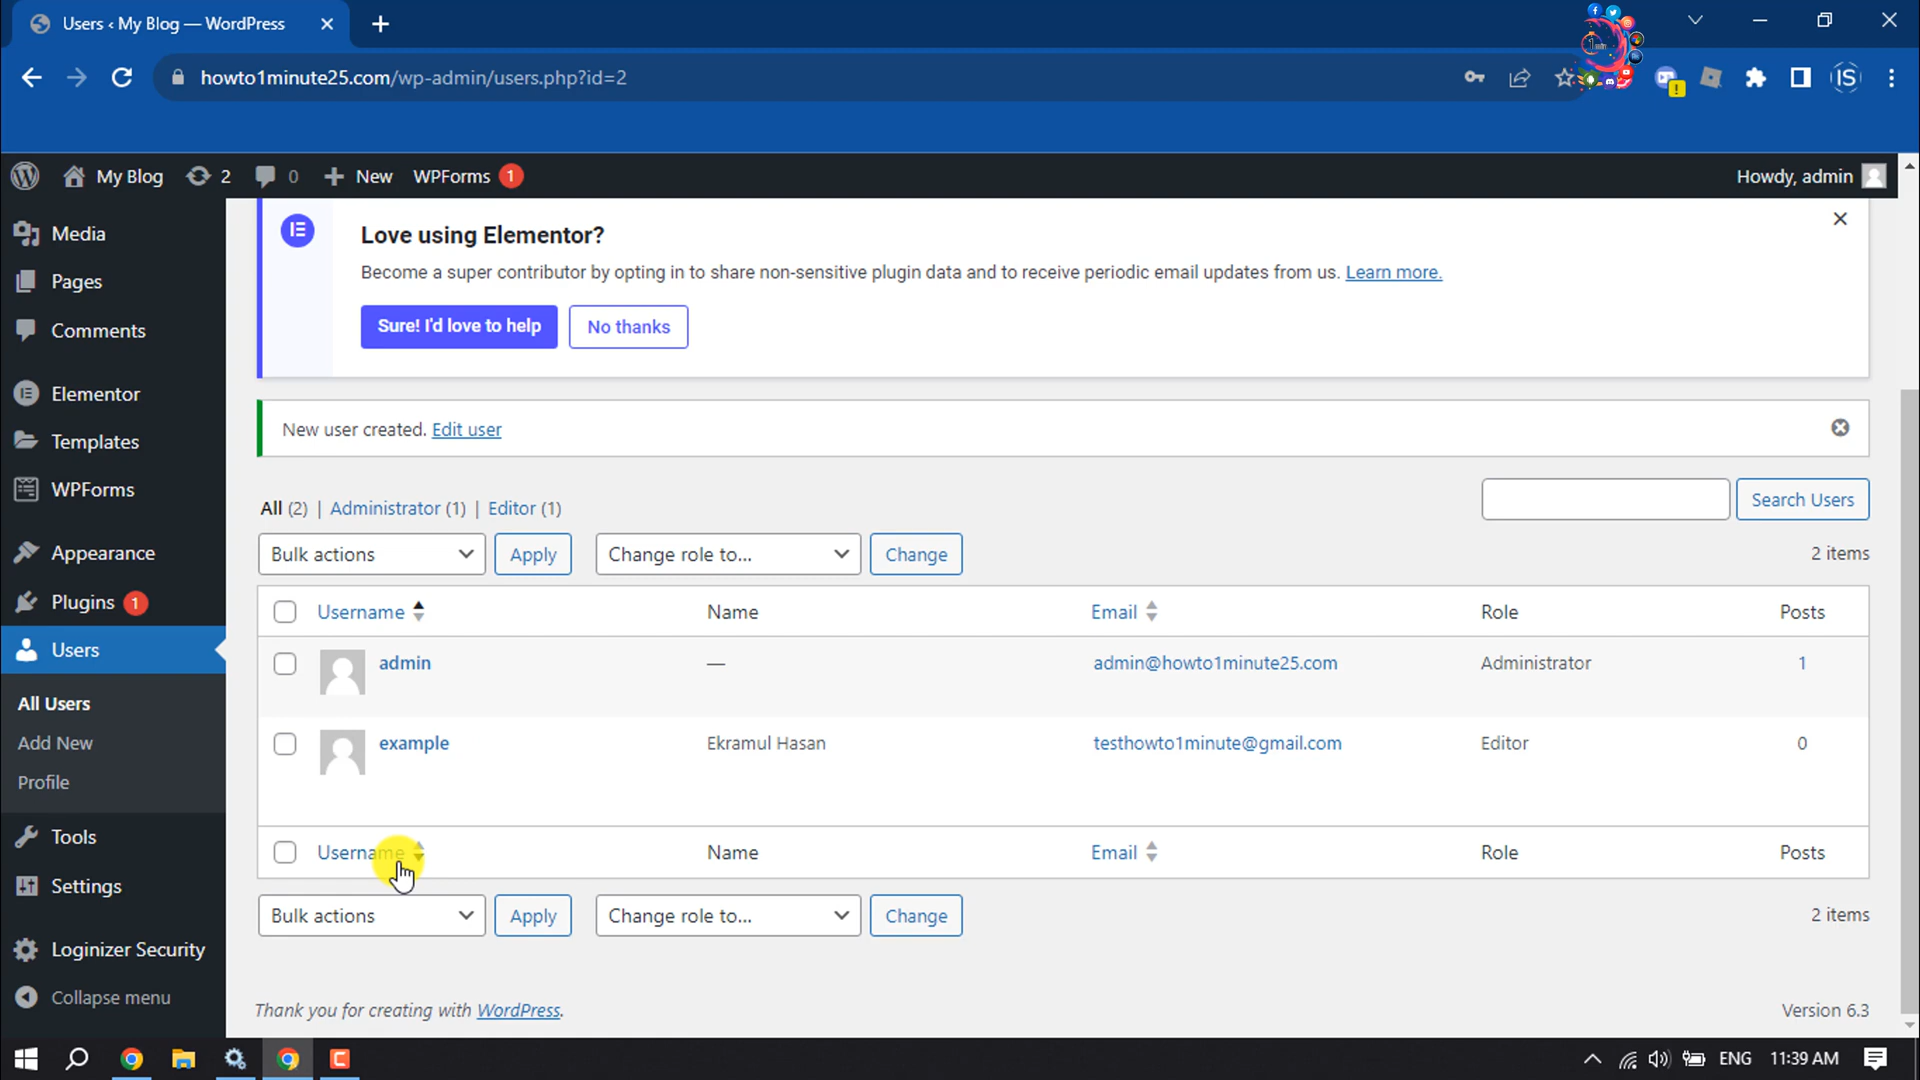 Users ‹ My Blog — WordPress
howto1minute25.com/wp-admin/users.php?id=2
My Blog 2 0 New WPForms 1 Howdy, admin
Media
Pages
Comments
Elementor
Templates
WPForms
Appearance
Plugins 1
Users
All Users
Add New
Profile
Tools
Settings
Loginizer Security
Collapse menu
Love using Elementor?
Become a super contributor by opting in to share non-sensitive plugin data and to receive periodic email updates from us. Learn more.
Sure! I'd love to help No thanks
New user created. Edit user
All (2) | Administrator (1) | Editor (1) Search Users
Bulk actions Apply Change role to... Change 2 items
Username Name Email Role Posts
admin — admin@howto1minute25.com Administrator 1
example Ekramul Hasan testhowto1minute@gmail.com Editor 0
Username Name Email Role Posts
Bulk actions Apply Change role to... Change 2 items
Thank you for creating with WordPress. Version 6.3
ENG 11:39 AM